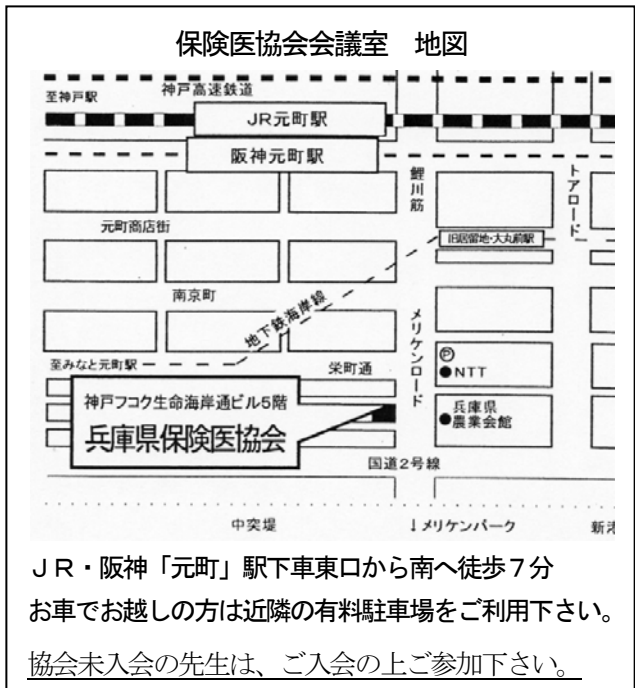 保険医協会会議室　地図
神戸高速鉄道
至神戸駅
JR元町駅
阪神元町駅
鯉川筋
トアロード
元町商店街
旧居留地・大丸前駅
南京町
地下鉄海岸線
メリケンロード
至みなと元町駅
栄町通
Ⓟ
●NTT
神戸フコク生命海岸通ビル5階
兵庫県保険医協会
●兵庫県
農業会館
国道2号線
中突堤
↓メリケンパーク
新港
ＪＲ・阪神「元町」駅下車東口から南へ徒歩７分
お車でお越しの方は近隣の有料駐車場をご利用下さい。
協会未入会の先生は、ご入会の上ご参加下さい。